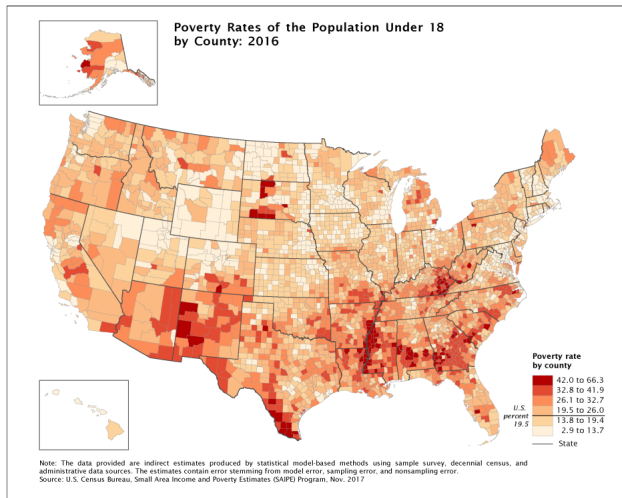 Poverty Rates of the Population Under 18
by County: 2016
Poverty rate
by county
42.0 to 66.3
32.8 to 41.9
26.1 to 32.7
19.5 to 26.0
13.8 to 19.4
2.9 to 13.7
State
U.S.
percent
19.5
Note: The data provided are indirect estimates produced by statistical model-based methods using sample survey, decennial census, and
administrative data sources. The estimates contain error stemming from model error, sampling error, and nonsampling error.
Source: U.S. Census Bureau, Small Area Income and Poverty Estimates (SAIPE) Program, Nov. 2017